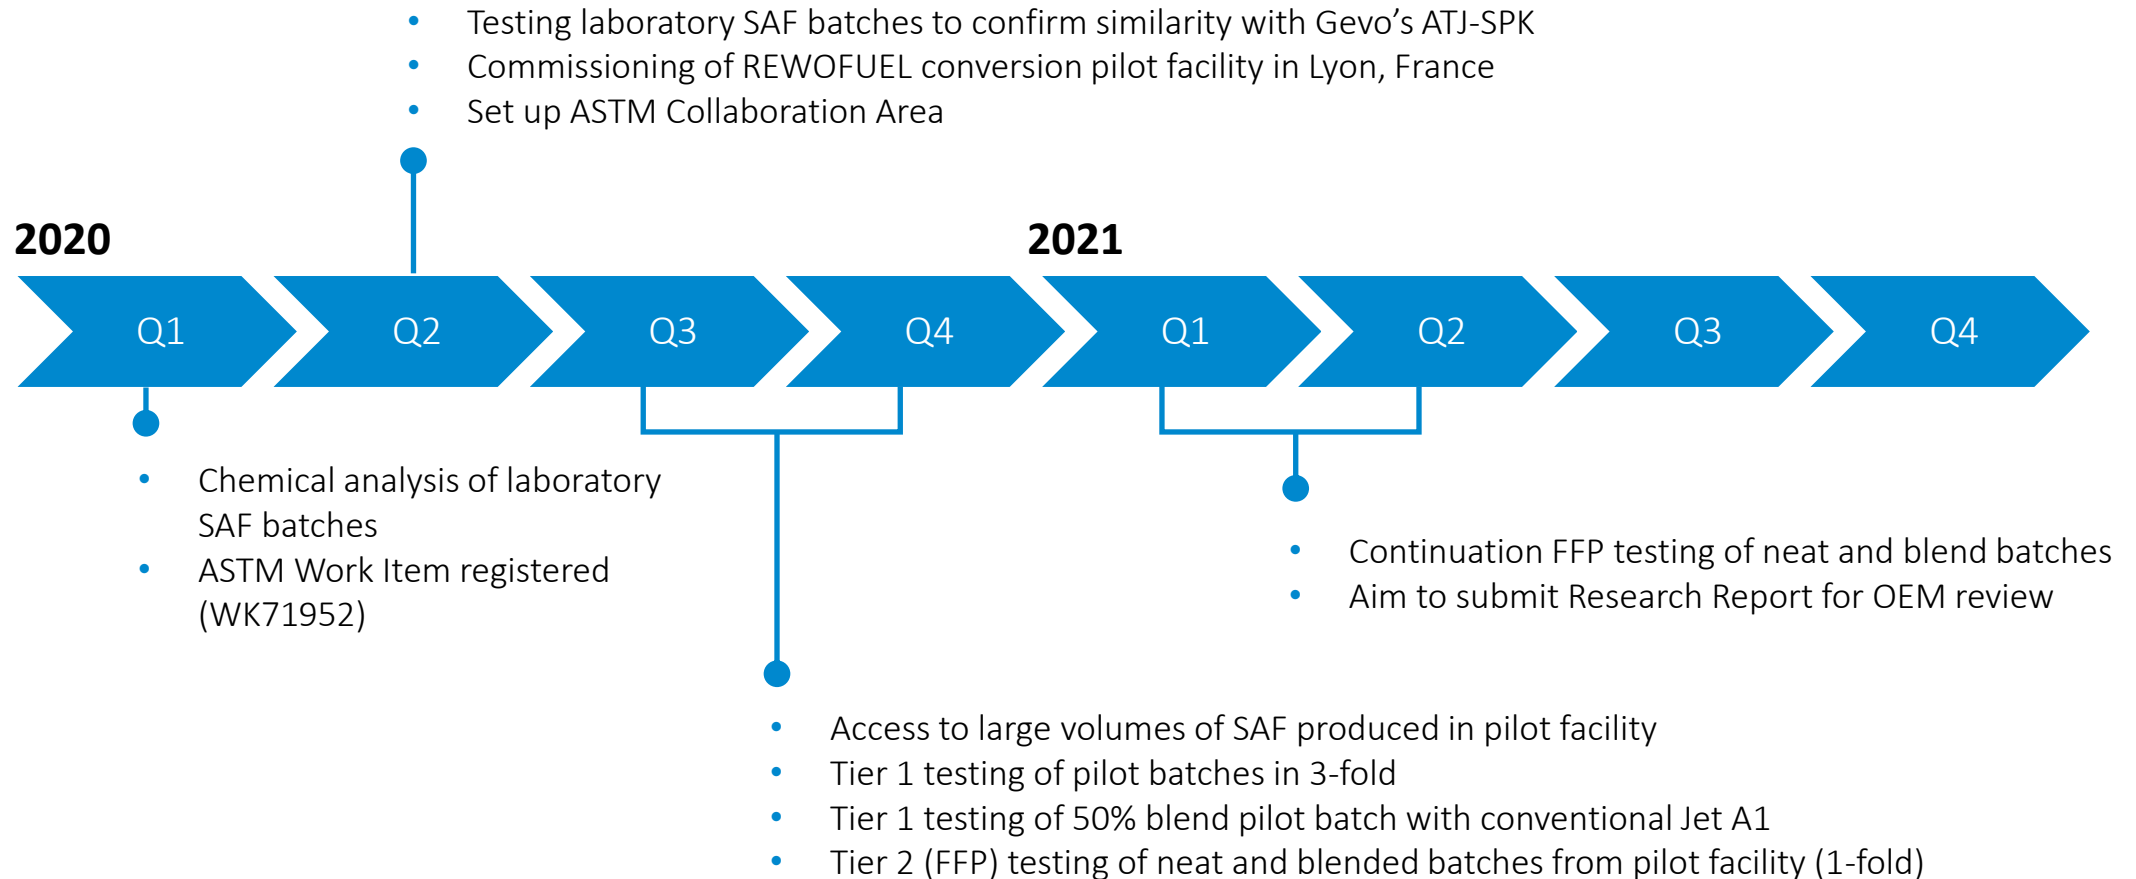 • Testing laboratory SAF batches to confirm similarity with Gevo’s ATJ-SPK
• Commissioning of REWOFUEL conversion pilot facility in Lyon, France
• Set up ASTM Collaboration Area
2020
2021
Q1
Q2
Q3
Q4
Q1
Q2
Q3
Q4
• Chemical analysis of laboratory
SAF batches
• ASTM Work Item registered
(WK71952)
• Continuation FFP testing of neat and blend batches
• Aim to submit Research Report for OEM review
• Access to large volumes of SAF produced in pilot facility
• Tier 1 testing of pilot batches in 3-fold
• Tier 1 testing of 50% blend pilot batch with conventional Jet A1
• Tier 2 (FFP) testing of neat and blended batches from pilot facility (1-fold)